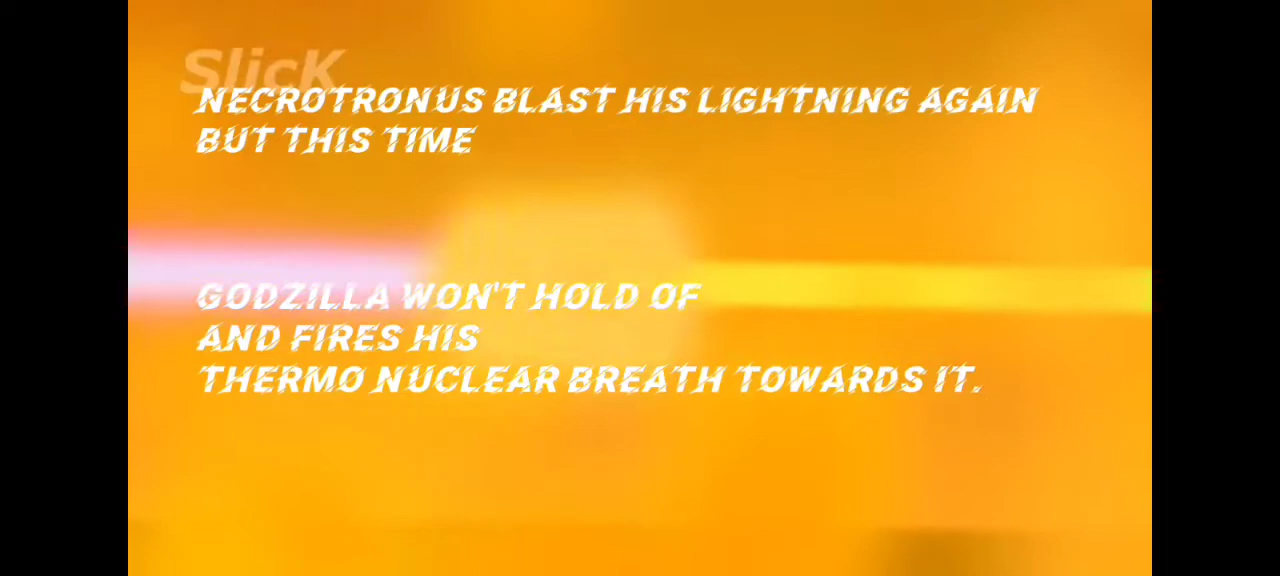 SlicK
NECROTRONUS BLAST HIS LIGHTNING AGAIN
BUT THIS TIME
GODZILLA WON'T HOLD OF
AND FIRES HIS
THERMO NUCLEAR BREATH TOWARDS IT.